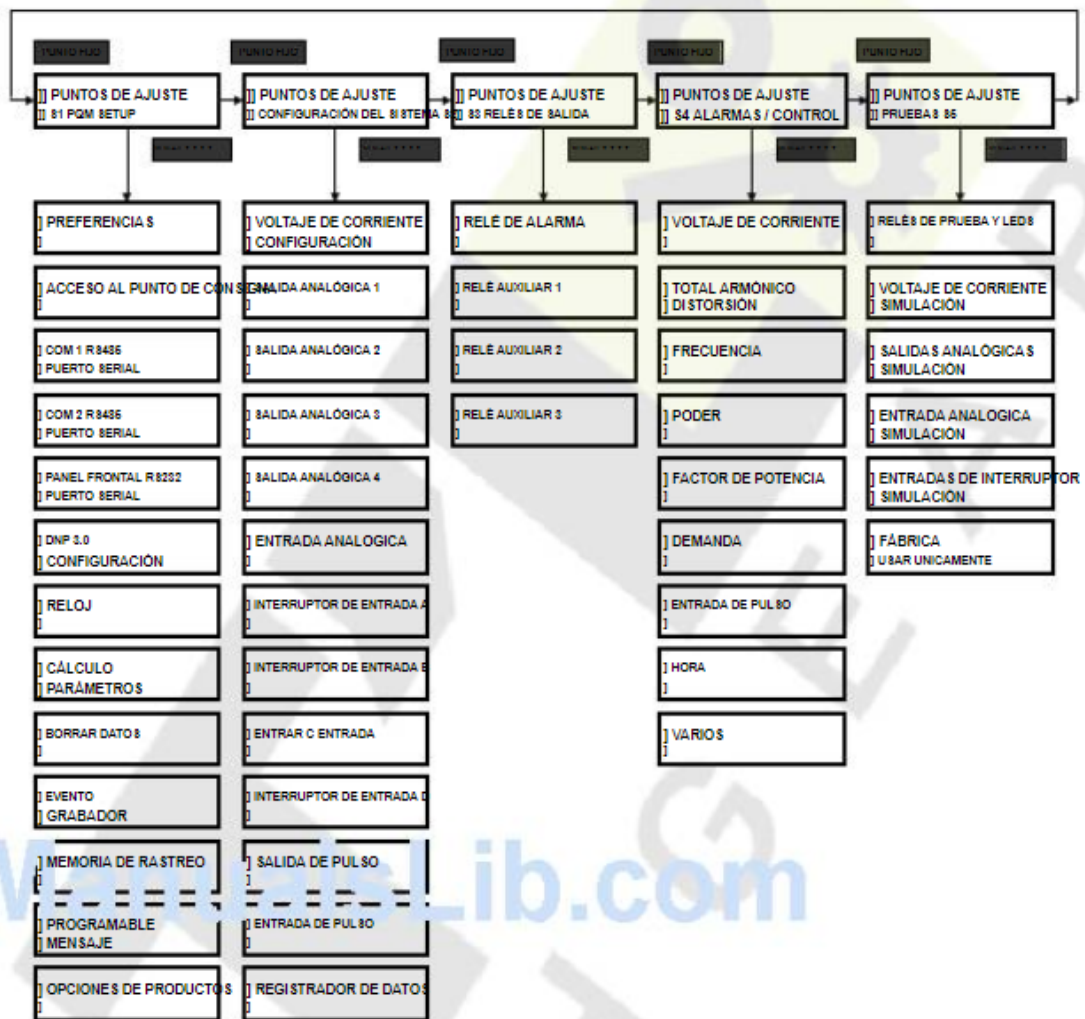 PUNTO FIJO
PUNTO FIJO
PUNTO FIJO
PUNTO FIJO
PUNTO FIJO
]] PUNTOS DE AJUSTE
]] S1 PQM SETUP
]] PUNTOS DE AJUSTE
]] CONFIGURACIÓN DEL SISTEMA
]] PUNTOS DE AJUSTE
]] S3 RELÉS DE SALIDA
]] PUNTOS DE AJUSTE
]] S4 ALARMAS / CONTROL
]] PUNTOS DE AJUSTE
]] PRUEBAS S5
] PREFERENCIAS
]
] ACCESO AL PUNTO DE CONSIGNA
]
] COM 1 RS485
] PUERTO SERIAL
] COM 2 RS485
] PUERTO SERIAL
] PANEL FRONTAL RS232
] PUERTO SERIAL
] DNP 3.0
] CONFIGURACIÓN
] RELOJ
]
] CÁLCULO
] PARÁMETROS
] BORRAR DATOS
]
] EVENTO
] GRABADOR
] MEMORIA DE RASTREO
]
] PROGRAMABLE
] MENSAJE
] OPCIONES DE PRODUCTOS
]
] VOLTAJE DE CORRIENTE
] CONFIGURACIÓN
] SALIDA ANALÓGICA 1
]
] SALIDA ANALÓGICA 2
]
] SALIDA ANALÓGICA 3
]
] SALIDA ANALÓGICA 4
]
] ENTRADA ANALOGICA
]
] INTERRUPTOR DE ENTRADA A
]
] INTERRUPTOR DE ENTRADA B
]
] ENTRAR C ENTRADA
]
] INTERRUPTOR DE ENTRADA D
]
] SALIDA DE PULSO
]
] ENTRADA DE PULSO
]
] REGISTRADOR DE DATOS
]
] RELÉ DE ALARMA
]
] RELÉ AUXILIAR 1
]
] RELÉ AUXILIAR 2
]
] RELÉ AUXILIAR 3
]
] VOLTAJE DE CORRIENTE
]
] TOTAL ARMÓNICO
] DISTORSIÓN
] FRECUENCIA
]
] PODER
]
] FACTOR DE POTENCIA
]
] DEMANDA
]
] ENTRADA DE PULSO
]
] HORA
]
] VARIOS
]
] RELÉS DE PRUEBA Y LEDS
]
] VOLTAJE DE CORRIENTE
] SIMULACIÓN
] SALIDAS ANALÓGICAS
] SIMULACIÓN
] ENTRADA ANALOGICA
] SIMULACIÓN
] ENTRADAS DE INTERRUPTOR
] SIMULACIÓN
] FÁBRICA
] USAR UNICAMENTE
ManualsLib.com